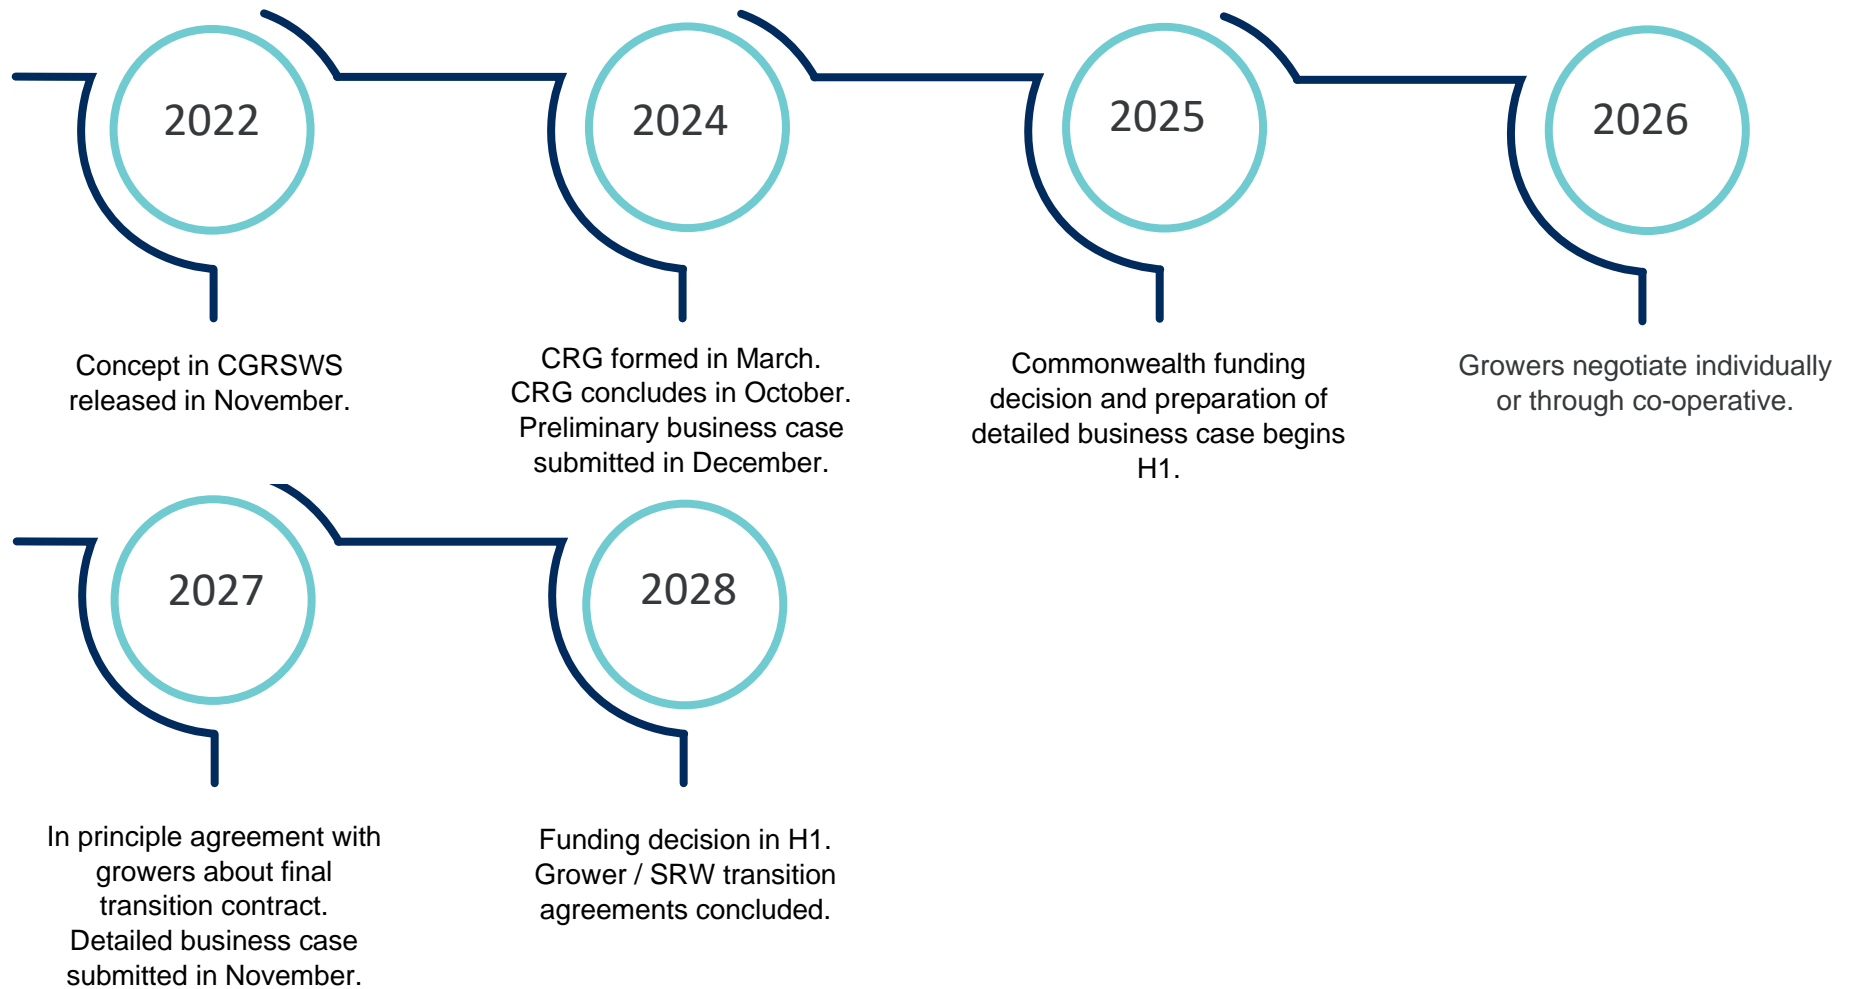 2022
Concept in CGRSWS
released in November.
2024
CRG formed in March.
CRG concludes in October.
Preliminary business case
submitted in December.
2025
Commonwealth funding
decision and preparation of
detailed business case begins
H1.
2026
Growers negotiate individually
or through co-operative.
2027
In principle agreement with
growers about final
transition contract.
Detailed business case
submitted in November.
2028
Funding decision in H1.
Grower / SRW transition
agreements concluded.